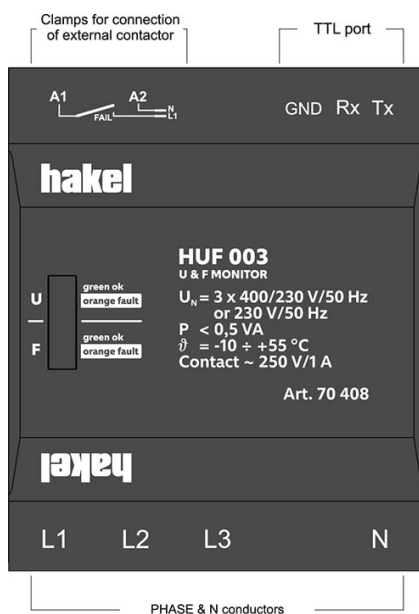 Clamps for connection
of external contactor
TTL port
A1
A2
FAIL
N
L1
GND Rx Tx
hakel
HUF 003
U & F MONITOR
U
green ok
orange fault
F
green ok
orange fault
U_N = 3 x 400/230 V/50 Hz
or 230 V/50 Hz
P < 0,5 VA
ϑ = -10 ÷ +55 °C
Contact ~ 250 V/1 A
Art. 70 408
hakel
L1 L2 L3 N
PHASE & N conductors